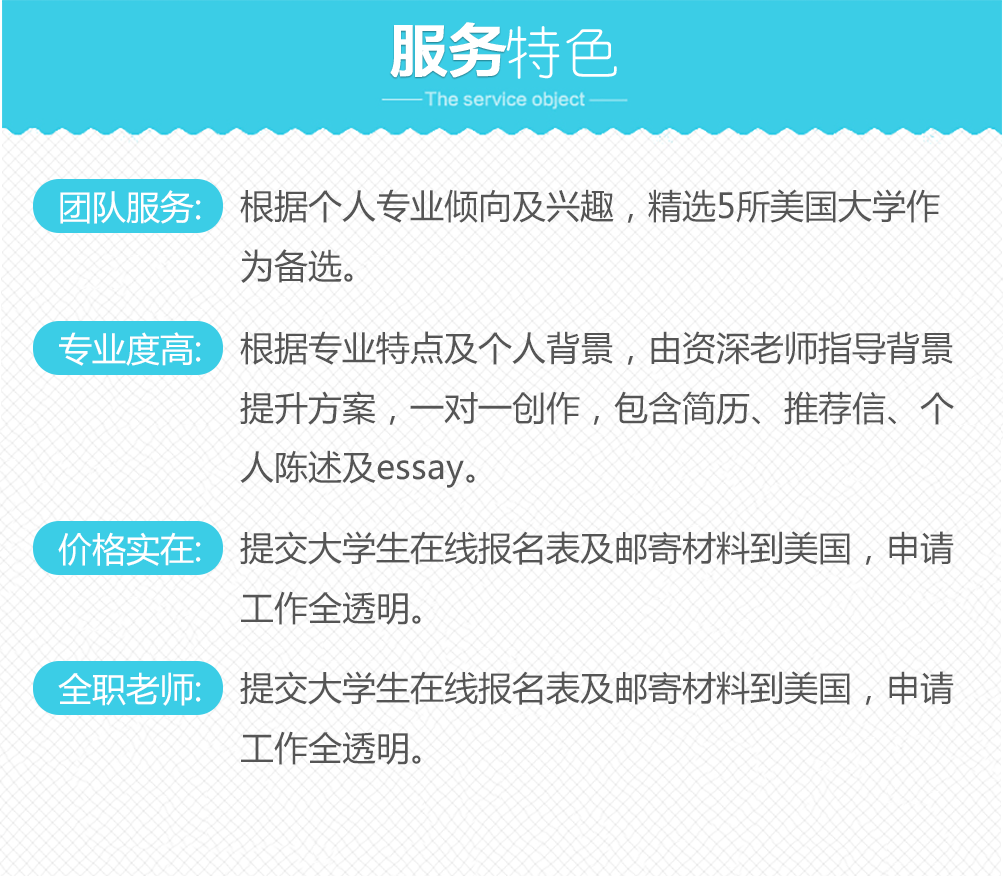 服务特色
The service object
团队服务: 根据个人专业倾向及兴趣，精选5所美国大学作
为备选。
专业度高: 根据专业特点及个人背景，由资深老师指导背景
提升方案，一对一创作，包含简历、推荐信、个
人陈述及essay。
价格实在: 提交大学生在线报名表及邮寄材料到美国，申请
工作全透明。
全职老师: 提交大学生在线报名表及邮寄材料到美国，申请
工作全透明。